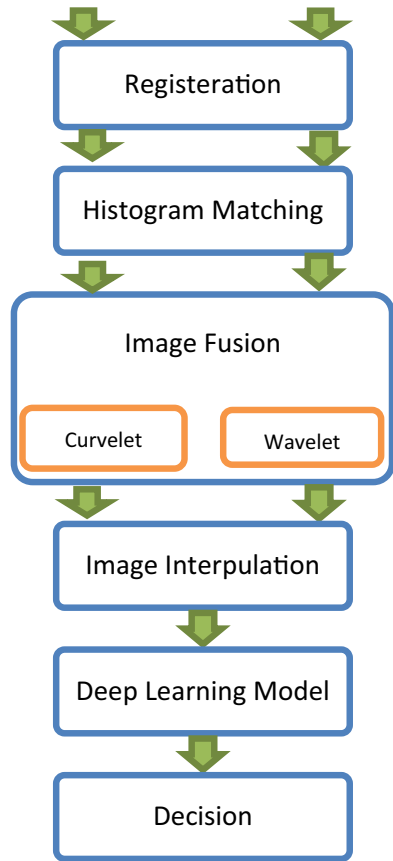 Registeration
Histogram Matching
Image Fusion
Curvelet
Wavelet
Image Interpulation
Deep Learning Model
Decision